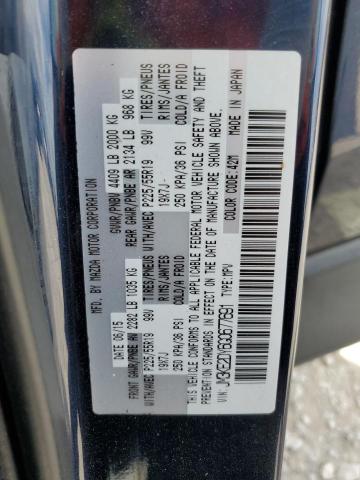 MFD. BY MAZDA MOTOR CORPORATION
DATE: 06/15 GVWR/PNBV 4409 LB 2000 KG
FRONT GAWR/PNBE AV 2282 LB 1035 KG REAR GAWR/PNBE AR 2134 LB 968 KG
WITH/AVEC P225/55R19 99V TIRES/PNEUS WITH/AVEC P225/55R19 99V TIRES/PNEUS
19X7J RIMS/JANTES 19X7J RIMS/JANTES
250 KPA/36 PSI COLD/A FROID 250 KPA/36 PSI COLD/A FROID
THIS VEHICLE CONFORMS TO ALL APPLICABLE FEDERAL MOTOR VEHICLE SAFETY AND THEFT
PREVENTION STANDARDS IN EFFECT ON THE DATE OF MANUFACTURE SHOWN ABOVE.
MADE IN JAPAN
VIN: TYPE: MPV COLOR CODE: 42M